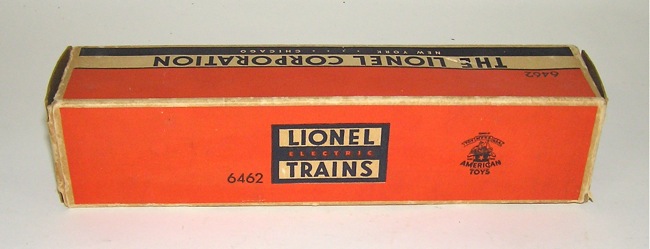 NEW YORK · · · CHICAGO
THE LIONEL CORPORATION
6462
LIONEL
ELECTRIC
TRAINS
6462
AMERICAN
TOYS